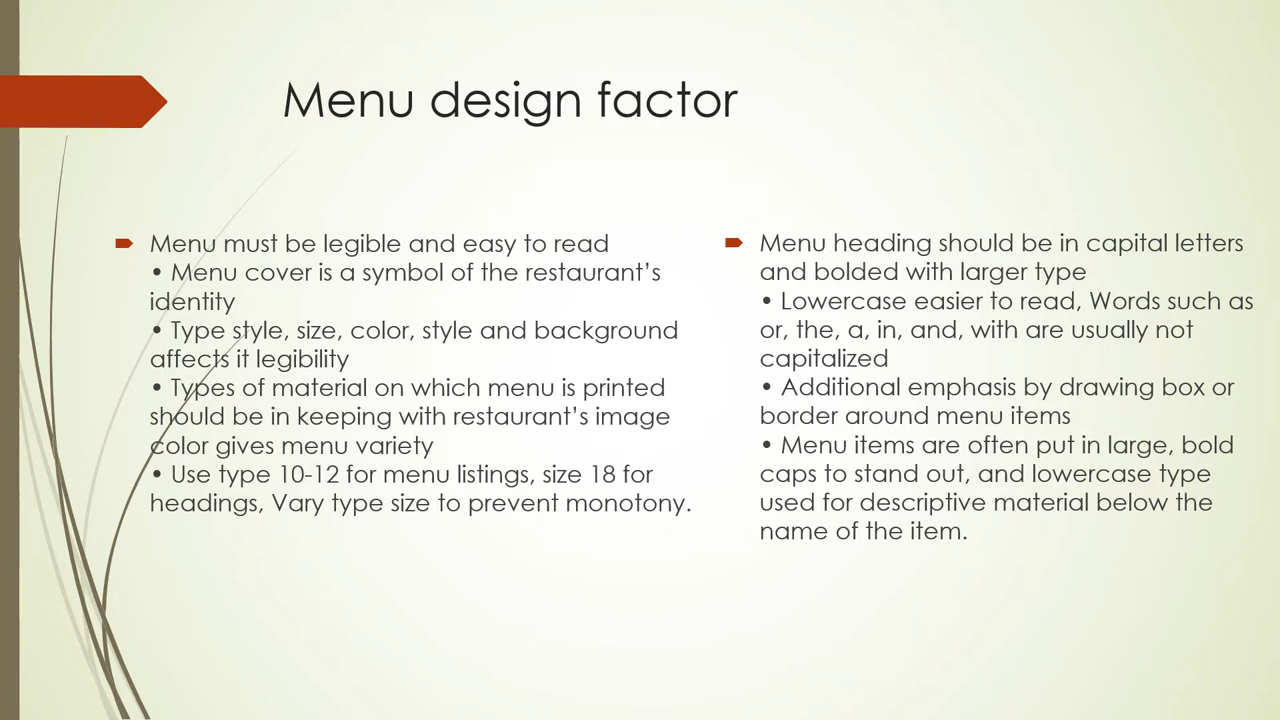 Menu design factor
Menu must be legible and easy to read
• Menu cover is a symbol of the restaurant’s
identity
• Type style, size, color, style and background
affects it legibility
• Types of material on which menu is printed
should be in keeping with restaurant’s image
color gives menu variety
• Use type 10-12 for menu listings, size 18 for
headings, Vary type size to prevent monotony.
Menu heading should be in capital letters
and bolded with larger type
• Lowercase easier to read, Words such as
or, the, a, in, and, with are usually not
capitalized
• Additional emphasis by drawing box or
border around menu items
• Menu items are often put in large, bold
caps to stand out, and lowercase type
used for descriptive material below the
name of the item.